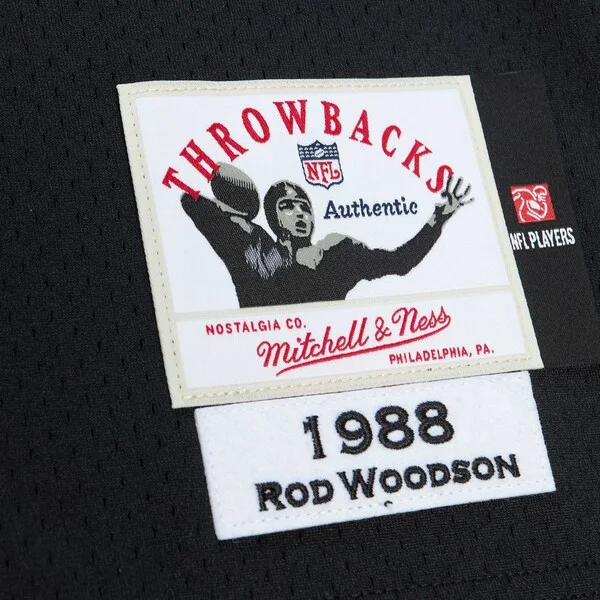 THROWBACKS
NFL
Authentic
NFL PLAYERS
NOSTALGIA CO.
Mitchell & Ness
PHILADELPHIA, PA.
1988
ROD WOODSON